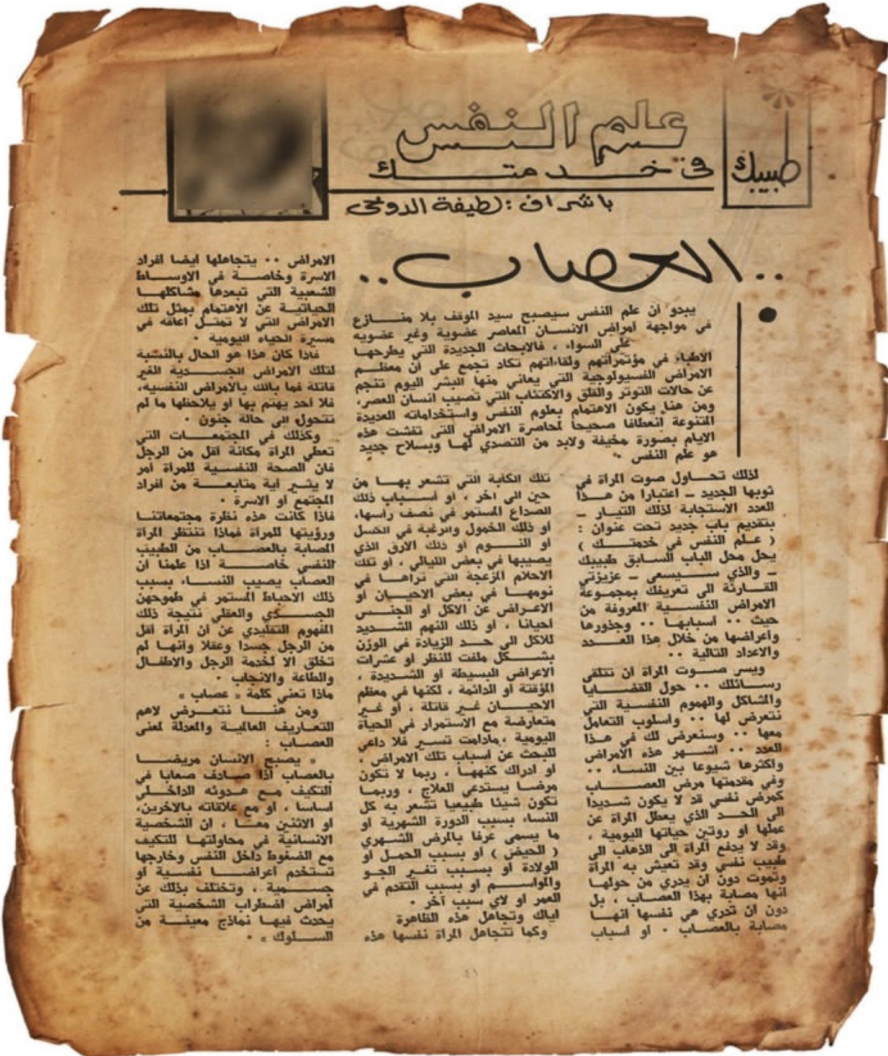 طبيبك
علم النفس
في خدمتك
باشراف : لطيفة الدوخي
.. العصاب ..
يبدو ان علم النفس سيصبح سيد الموقف بلا منازع
في مواجهة امراض الانسان المعاصر عضوية وغير عضوية
على السواء ، فالابحاث الجديدة التي يطرحها
الاطباء في مؤتمراتهم ولقاءاتهم تكاد تجمع على ان معظم
الامراض الفسيولوجية التي يعاني منها البشر اليوم تنجم
عن حالات التوتر والقلق والاكتئاب التي تصيب انسان العصر،
ومن هنا يكون الاهتمام بعلوم النفس واستخداماته العديدة
المتنوعة انعطافا صحيحا لمحاصرة الامراض التي تفشت هذه
الايام بصورة مخيفة ولابد من التصدي لها وبسلاح جديد
هو علم النفس .
لذلك تحاول صوت المراة في
ثوبها الجديد - اعتبارا من هذا
العدد الاستجابة لذلك التيار -
بتقديم باب جديد تحت عنوان :
( علم النفس في خدمتك )
يحل محل الباب السابق طبيبك
- والذي سيسعى - عزيزتي
القارئة الى تعريفك بمجموعة
الامراض النفسية المعروفة من
حيث .. اسبابها .. وجذورها
واعراضها من خلال هذا العدد
والاعداد التالية ..
ويسر صوت المراة ان تتلقى
رسائلك .. حول القضايا
والمشاكل والهموم النفسية التي
تتعرض لها .. واسلوب التعامل
معها .. وسنعرض لك في هذا
العدد .. اشهر هذه الامراض
واكثرها شيوعا بين النساء ..
وفي مقدمتها مرض العصاب
كمرض نفسي قد لا يكون شديدا
الى الحد الذي يعطل المراة عن
عملها او روتين حياتها اليومية ،
وقد لا يدفع المراة الى الذهاب الى
طبيب نفسي وقد تعيش به المراة
وتموت دون ان يدري من حولها
انها مصابة بهذا العصاب ، بل
دون ان تدري هي نفسها انها
مصابة بالعصاب . او اسباب
تلك الكابة التي تشعر بها من
حين الى اخر ، او اسباب ذلك
الصداع المستمر في نصف راسها،
او ذلك الخمول والرغبة في الكسل
او النوم او ذلك الارق الذي
يصيبها في بعض الليالي ، او تلك
الاحلام المزعجة التي تراها في
نومها في بعض الاحيان او
الاعراض عن الاكل او الجنس
احيانا ، او ذلك النهم الشديد
للاكل الى حد الزيادة في الوزن
بشكل ملفت للنظر او عشرات
الاعراض البسيطة او الشديدة ،
المؤقتة او الدائمة ، لكنها في معظم
الاحيان غير قاتلة ، او غير
متعارضة مع الاستمرار في الحياة
اليومية ، مادامت تسير فلا داعي
للبحث عن اسباب تلك الامراض ،
او ادراك كنهها ، ربما لا تكون
مرضا يستدعي العلاج ، وربما
تكون شيئا طبيعيا تشعر به كل
النساء بسبب الدورة الشهرية او
ما يسمى عرفا بالمرض الشهري
( الحيض ) او بسبب الحمل او
الولادة او بسبب تغير الجو
والمواسم او بسبب التقدم في
العمر او لاي سبب آخر .
اياك وتجاهل هذه الظاهرة
وكما تتجاهل المراة نفسها هذه
الامراض .. يتجاهلها ايضا افراد
الاسرة وخاصة في الاوساط
الشعبية التي تبعدها مشاكلها
الحياتية عن الاهتمام بمثل تلك
الامراض التي لا تمثل اعاقه في
مسيرة الحياه اليومية .
فاذا كان هذا هو الحال بالنسبة
لتلك الامراض الجسدية الغير
قاتلة فما بالك بالأمراض النفسيه،
فلا احد يهتم بها او يلاحظها ما لم
تتحول الى حالة جنون .
وكذلك في المجتمعات التي
تعطي المراة مكانة اقل من الرجل
فان الصحة النفسية للمراة أمر
لا يثير اية متابعة من افراد
المجتمع او الاسرة .
فاذا كانت هذه نظرة مجتمعاتنا
ورؤيتها للمراة فماذا تنتظر المراة
المصابة بالعصاب من الطبيب
النفسي خاصة اذا علمنا ان
العصاب يصيب النساء، بسبب
ذلك الاحباط المستمر في طموحهن
الجسدي والعقلي نتيجة ذلك
المفهوم التقليدي عن ان المراة اقل
من الرجل جسدا وعقلا وانها لم
تخلق الا لخدمة الرجل والاطفال
والطاعة والانجاب .
ماذا تعني كلمة « عصاب »
ومن هنا نتعرض لاهم
التعاريف العالمية والمعدلة لمعنى
العصاب :
« يصبح الانسان مريضا
بالعصاب اذا صادف صعابا في
التكيف مع هدوئه الداخلي
اساسا ، او مع علاقاته بالاخرين،
او الاثنين معا ، ان الشخصية
الانسانية في محاولتها للتكيف
مع الضغوط داخل النفس وخارجها
تستخدم اعراضا نفسية او
جسمية ، وتختلف بذلك عن
أمراض اضطراب الشخصية التي
يحدث فيها نماذج معينة من
السلوك » .
٤١